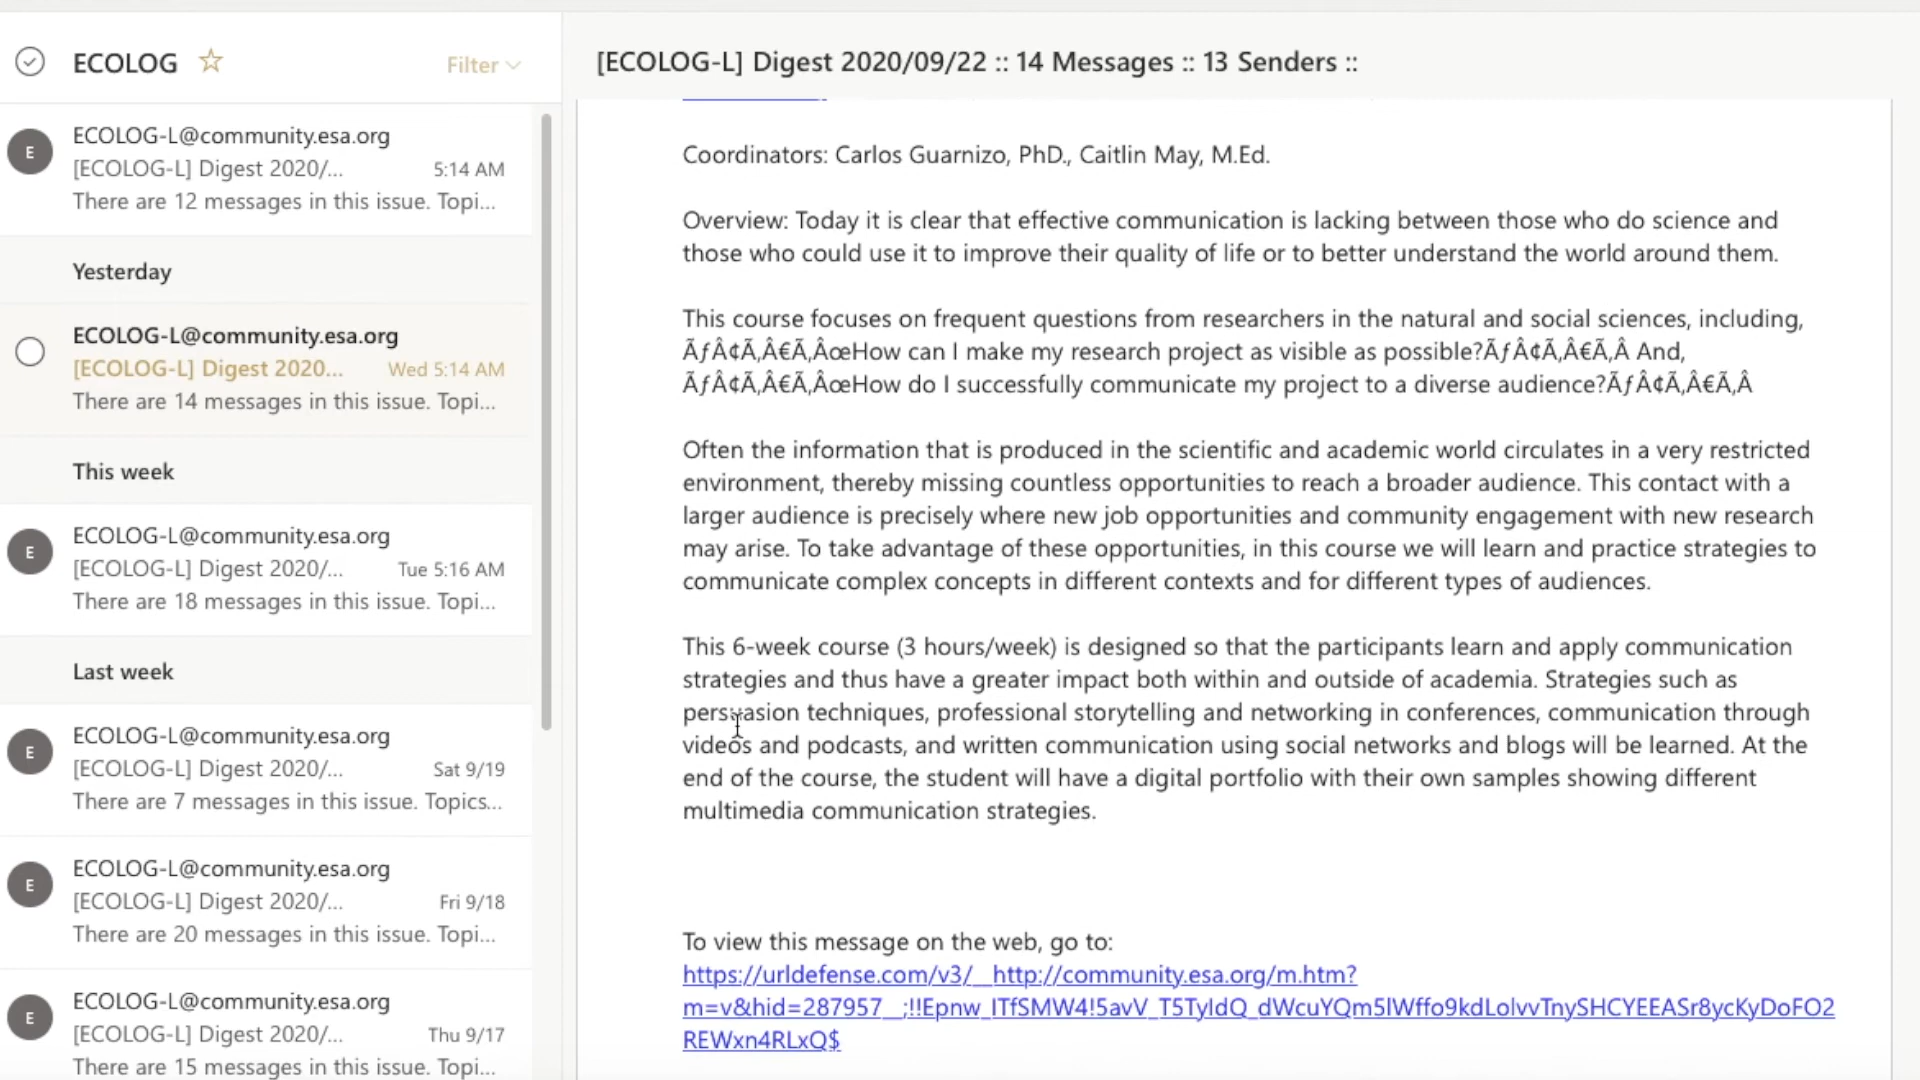 ECOLOG
Filter
E
ECOLOG-L@community.esa.org
[ECOLOG-L] Digest 2020/... 5:14 AM
There are 12 messages in this issue. Topi...
Yesterday
ECOLOG-L@community.esa.org
[ECOLOG-L] Digest 2020... Wed 5:14 AM
There are 14 messages in this issue. Topi...
This week
E
ECOLOG-L@community.esa.org
[ECOLOG-L] Digest 2020/... Tue 5:16 AM
There are 18 messages in this issue. Topi...
Last week
E
ECOLOG-L@community.esa.org
[ECOLOG-L] Digest 2020/... Sat 9/19
There are 7 messages in this issue. Topics...
E
ECOLOG-L@community.esa.org
[ECOLOG-L] Digest 2020/... Fri 9/18
There are 20 messages in this issue. Topi...
E
ECOLOG-L@community.esa.org
[ECOLOG-L] Digest 2020/... Thu 9/17
There are 15 messages in this issue. Topi...
[ECOLOG-L] Digest 2020/09/22 :: 14 Messages :: 13 Senders ::
Coordinators: Carlos Guarnizo, PhD., Caitlin May, M.Ed.
Overview: Today it is clear that effective communication is lacking between those who do science and
those who could use it to improve their quality of life or to better understand the world around them.
This course focuses on frequent questions from researchers in the natural and social sciences, including,
ÃƒÂ¢Ã‚Â€Ã‚ÂœHow can I make my research project as visible as possible?ÃƒÂ¢Ã‚Â€Ã‚Â And,
ÃƒÂ¢Ã‚Â€Ã‚ÂœHow do I successfully communicate my project to a diverse audience?ÃƒÂ¢Ã‚Â€Ã‚Â
Often the information that is produced in the scientific and academic world circulates in a very restricted
environment, thereby missing countless opportunities to reach a broader audience. This contact with a
larger audience is precisely where new job opportunities and community engagement with new research
may arise. To take advantage of these opportunities, in this course we will learn and practice strategies to
communicate complex concepts in different contexts and for different types of audiences.
This 6-week course (3 hours/week) is designed so that the participants learn and apply communication
strategies and thus have a greater impact both within and outside of academia. Strategies such as
persuasion techniques, professional storytelling and networking in conferences, communication through
videos and podcasts, and written communication using social networks and blogs will be learned. At the
end of the course, the student will have a digital portfolio with their own samples showing different
multimedia communication strategies.
To view this message on the web, go to:
https://urldefense.com/v3/__http://community.esa.org/m.htm?
m=v&hid=287957__;!!Epnw_ITfSMW4!5avV_T5TyldQ_dWcuYQm5lWffo9kdLolvvTnySHCYEEASr8ycKyDoFO2
REWxn4RLxQ$